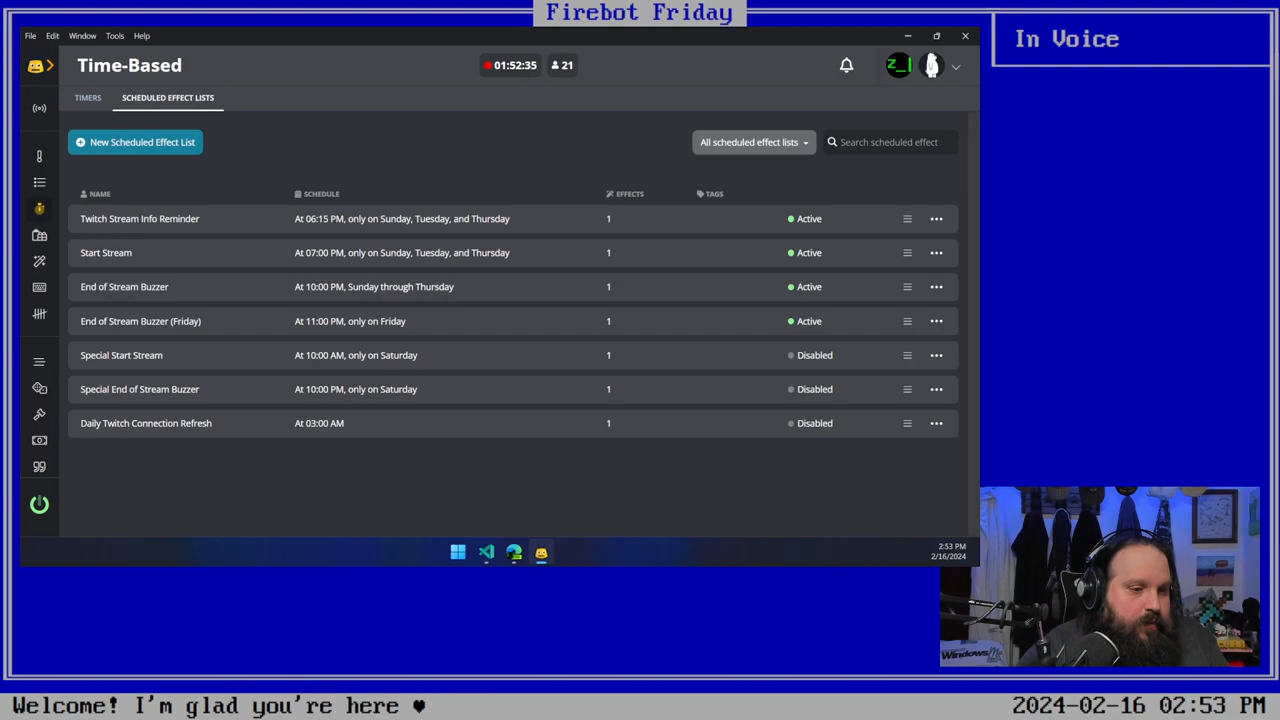 Firebot Friday
In Voice
File Edit Window Tools Help
Time-Based
01:52:35
21
z_l
TIMERS
SCHEDULED EFFECT LISTS
New Scheduled Effect List
All scheduled effect lists
Search scheduled effect
NAME SCHEDULE EFFECTS TAGS
Twitch Stream Info Reminder At 06:15 PM, only on Sunday, Tuesday, and Thursday 1 Active
Start Stream At 07:00 PM, only on Sunday, Tuesday, and Thursday 1 Active
End of Stream Buzzer At 10:00 PM, Sunday through Thursday 1 Active
End of Stream Buzzer (Friday) At 11:00 PM, only on Friday 1 Active
Special Start Stream At 10:00 AM, only on Saturday 1 Disabled
Special End of Stream Buzzer At 10:00 PM, only on Saturday 1 Disabled
Daily Twitch Connection Refresh At 03:00 AM 1 Disabled
2:53 PM
2/16/2024
Windows Me
Welcome! I'm glad you're here ♥
2024-02-16 02:53 PM